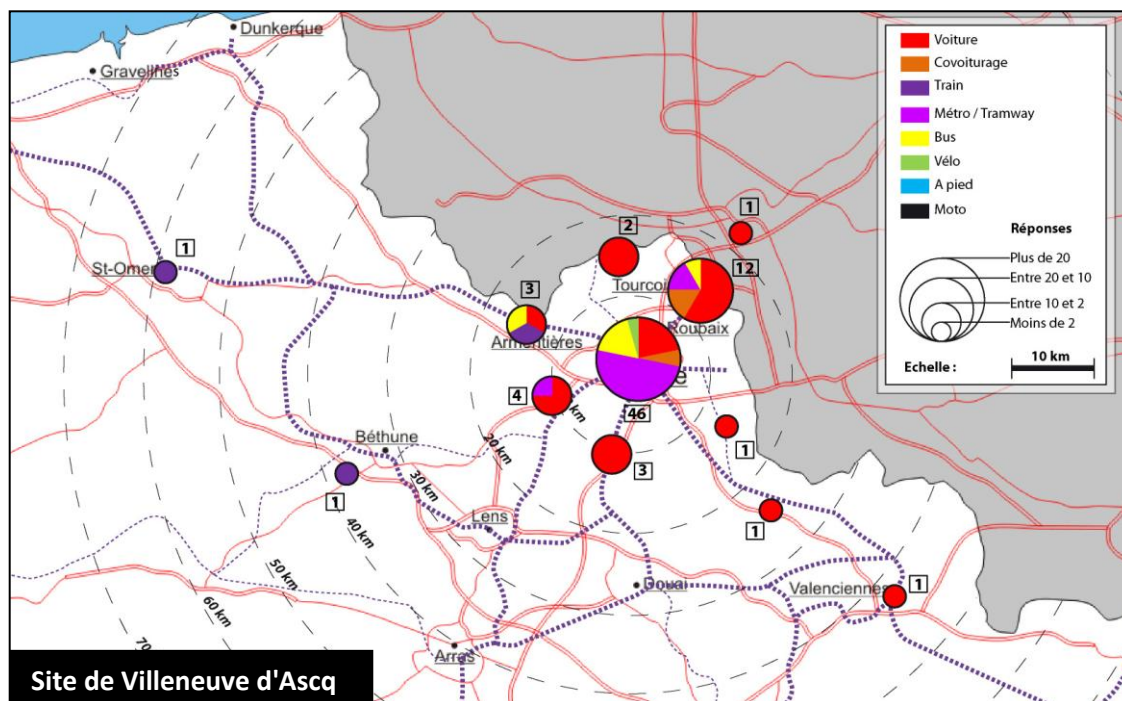 Dunkerque
Gravelines
Voiture
Covoiturage
Train
Métro / Tramway
Bus
Vélo
A pied
Moto
Réponses
Plus de 20
Entre 20 et 10
Entre 10 et 2
Moins de 2
Echelle :
10 km
1
2
1
St-Omer
Tourcoi
12
3
Roubaix
Armentières
e
4
km
46
20 km
1
Béthune
3
1
30 km
40 km
Lens
1
50 km
Douai
Valenciennes
1
60 km
70
Arras
Site de Villeneuve d'Ascq